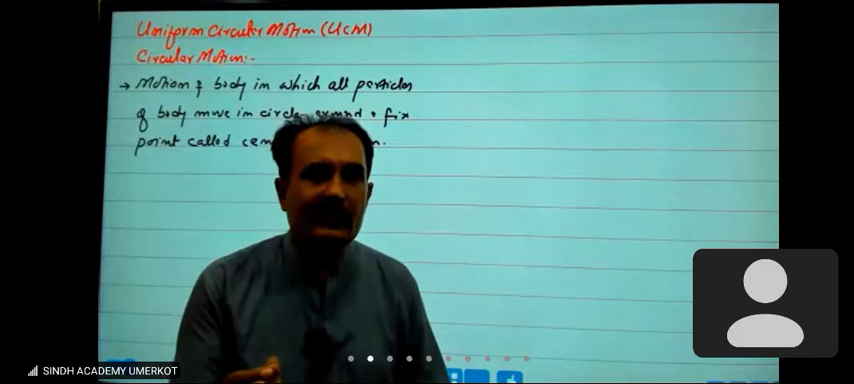 Uniform Circular Motion (UCM)
Circular Motion:-
→ Motion of body in which all particles
of body move in circle around a fix
point called
SINDH ACADEMY UMERKOT